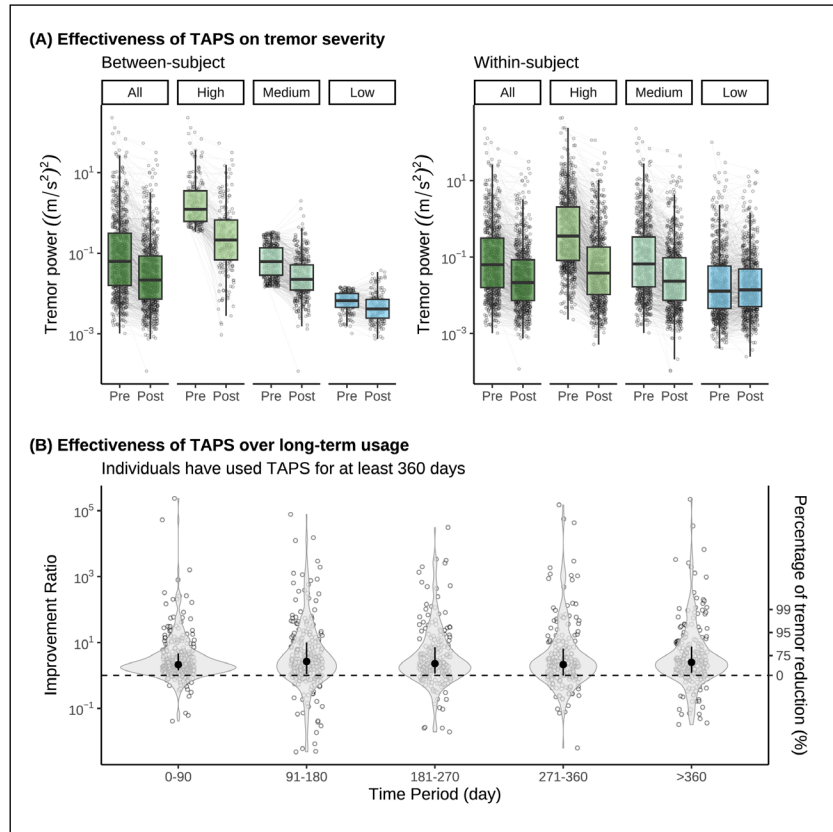 (A) Effectiveness of TAPS on tremor severity
Between-subject
Within-subject
All High Medium Low
All High Medium Low
Tremor power ((m/s²)²)
10¹
10⁻¹
10⁻³
Pre Post Pre Post Pre Post Pre Post
Tremor power ((m/s²)²)
10¹
10⁻¹
10⁻³
Pre Post Pre Post Pre Post Pre Post
(B) Effectiveness of TAPS over long-term usage
Individuals have used TAPS for at least 360 days
Improvement Ratio
10⁵
10³
10¹
10⁻¹
Percentage of tremor reduction (%)
99
95
75
0
0-90 91-180 181-270 271-360 >360
Time Period (day)